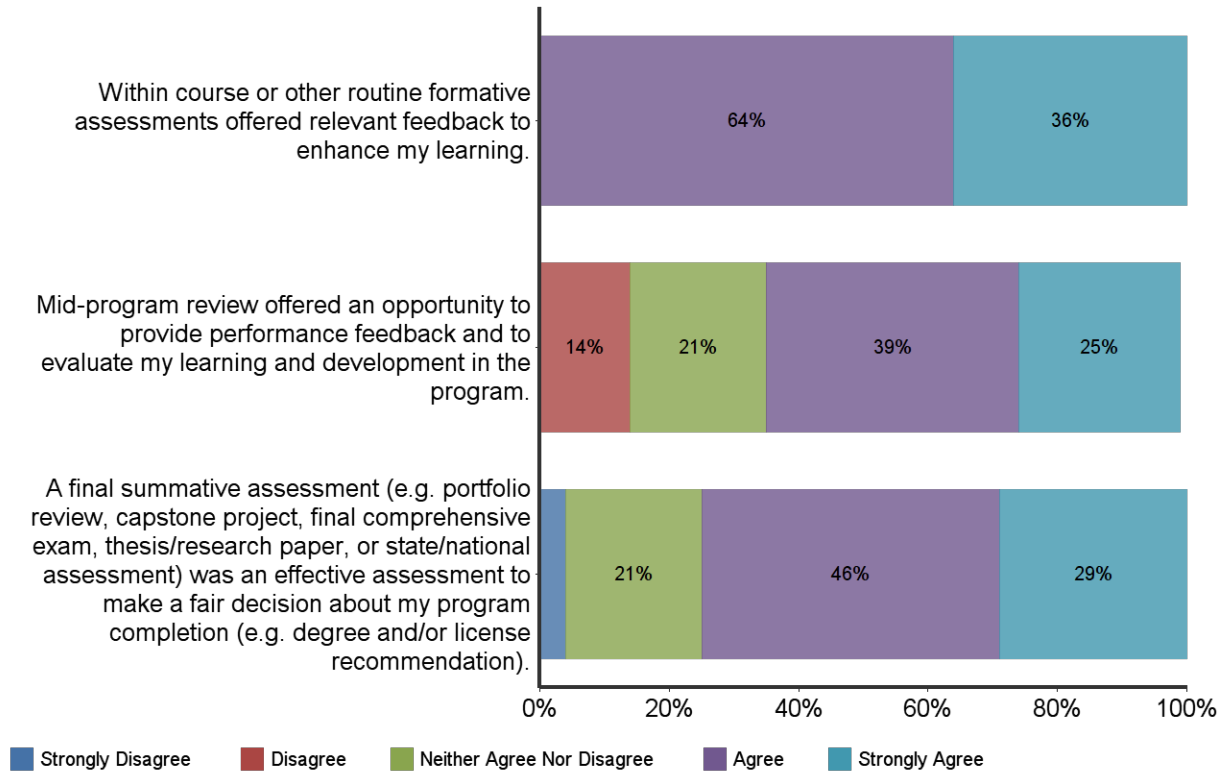 Within course or other routine formative
assessments offered relevant feedback to
enhance my learning.
64%
36%
Mid-program review offered an opportunity to
provide performance feedback and to
evaluate my learning and development in the
program.
14%
21%
39%
25%
A final summative assessment (e.g. portfolio
review, capstone project, final comprehensive
exam, thesis/research paper, or state/national
assessment) was an effective assessment to
make a fair decision about my program
completion (e.g. degree and/or license
recommendation).
21%
46%
29%
0%
20%
40%
60%
80%
100%
Strongly Disagree
Disagree
Neither Agree Nor Disagree
Agree
Strongly Agree